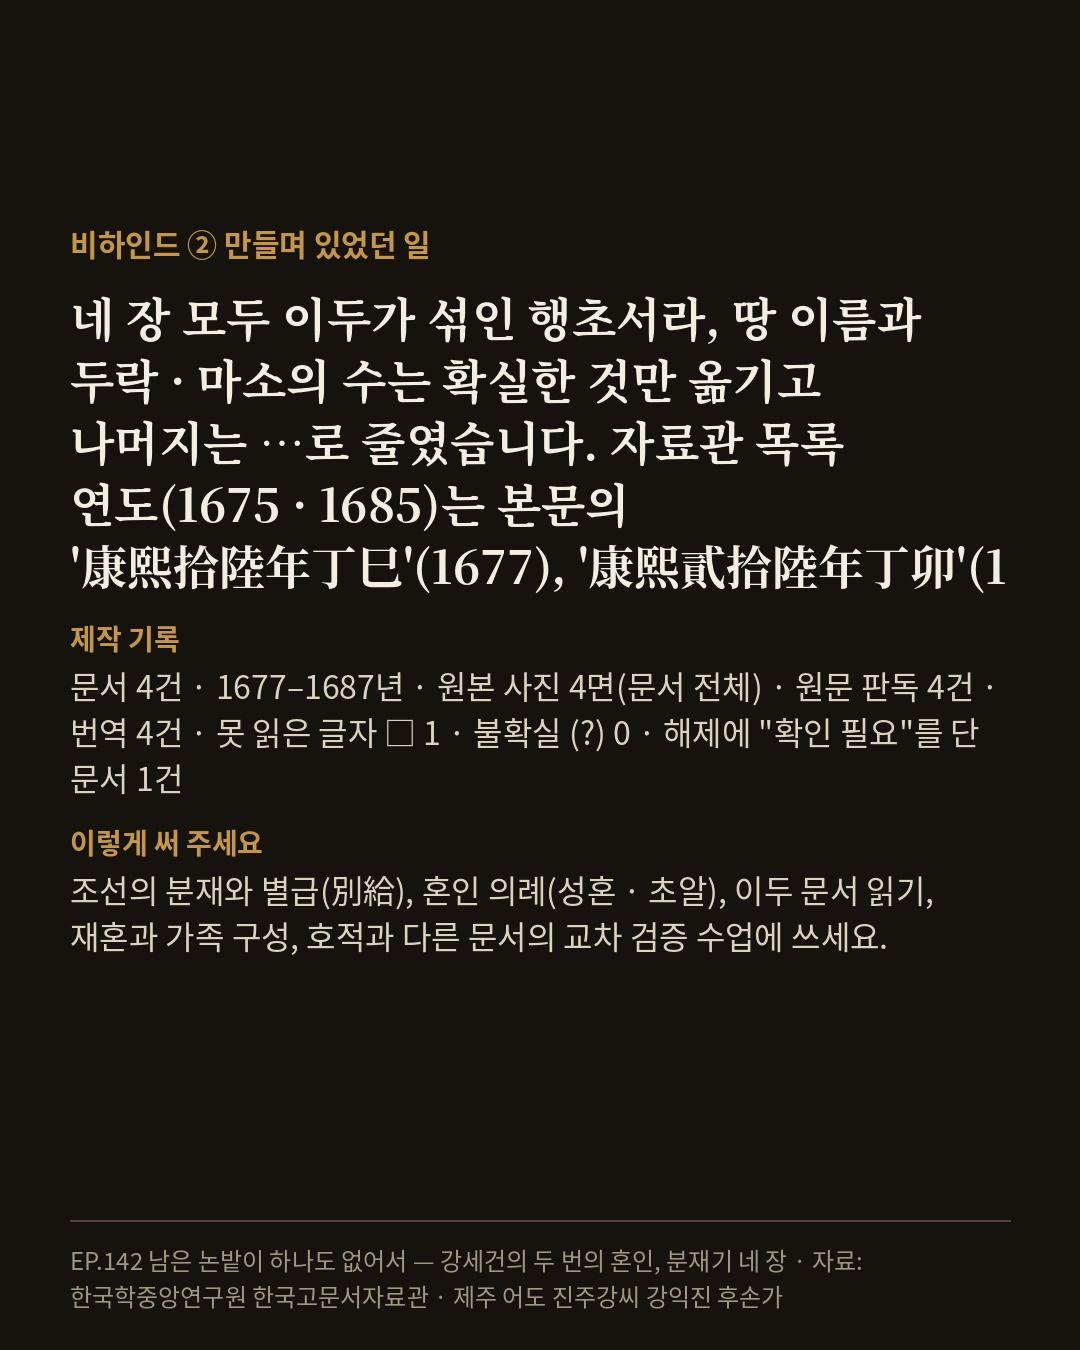 비하인드 ② 만들며 있었던 일
네 장 모두 이두가 섞인 행초서라, 땅 이름과
두락 · 마소의 수는 확실한 것만 옮기고
나머지는 …로 줄였습니다. 자료관 목록
연도(1675 · 1685)는 본문의
'康熙拾陸年丁巳'(1677), '康熙貳拾陸年丁卯'(1
제작 기록
문서 4건 · 1677–1687년 · 원본 사진 4면(문서 전체) · 원문 판독 4건 ·
번역 4건 · 못 읽은 글자 □ 1 · 불확실 (?) 0 · 해제에 "확인 필요"를 단
문서 1건
이렇게 써 주세요
조선의 분재와 별급(別給), 혼인 의례(성혼 · 초알), 이두 문서 읽기,
재혼과 가족 구성, 호적과 다른 문서의 교차 검증 수업에 쓰세요.
EP.142 남은 논밭이 하나도 없어서 — 강세건의 두 번의 혼인, 분재기 네 장 · 자료:
한국학중앙연구원 한국고문서자료관 · 제주 어도 진주강씨 강익진 후손가